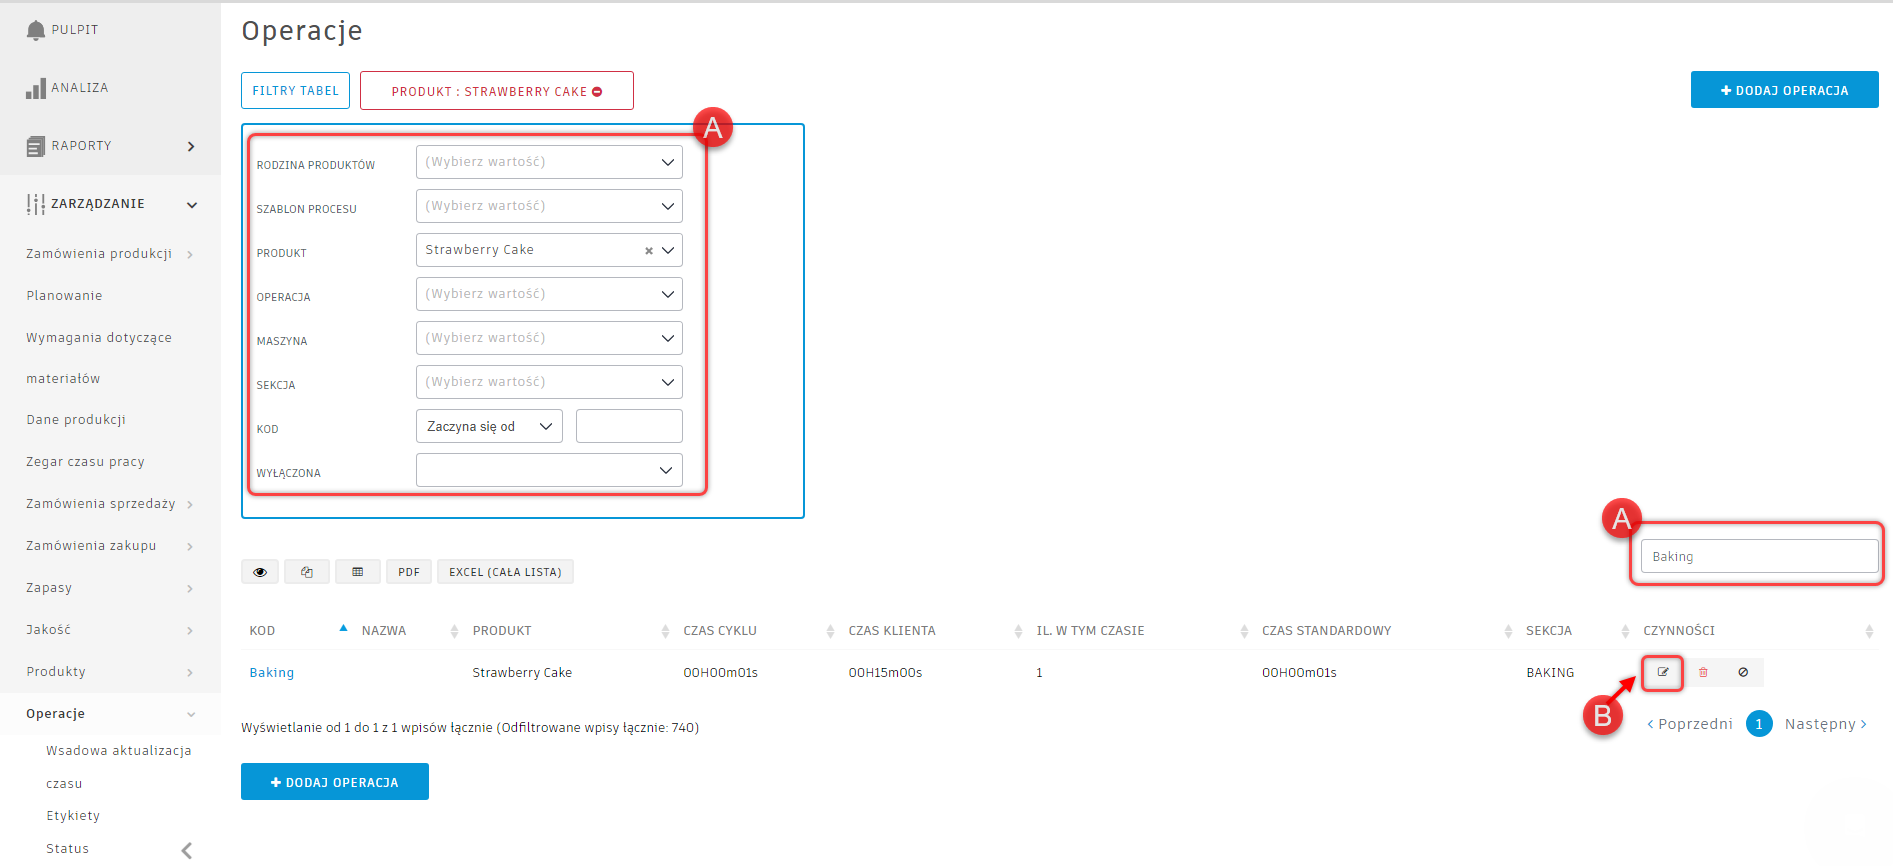 PULPIT
ANALIZA
RAPORTY
ZARZĄDZANIE
Zamówienia produkcji
Planowanie
Wymagania dotyczące
materiałów
Dane produkcji
Zegar czasu pracy
Zamówienia sprzedaży
Zamówienia zakupu
Zapasy
Jakość
Produkty
Operacje
Wsadowa aktualizacja
czasu
Etykiety
Status
Operacje
FILTRY TABEL
PRODUKT : STRAWBERRY CAKE
+ DODAJ OPERACJA
A
RODZINA PRODUKTÓW (Wybierz wartość)
SZABLON PROCESU (Wybierz wartość)
PRODUKT Strawberry Cake ×
OPERACJA (Wybierz wartość)
MASZYNA (Wybierz wartość)
SEKCJA (Wybierz wartość)
KOD Zaczyna się od
WYŁĄCZONA
A
Baking
PDF EXCEL (CAŁA LISTA)
KOD NAZWA PRODUKT CZAS CYKLU CZAS KLIENTA IL. W TYM CZASIE CZAS STANDARDOWY SEKCJA CZYNNOŚCI
Baking Strawberry Cake 00H00m01s 00H15m00s 1 00H00m01s BAKING
B
Wyświetlanie od 1 do 1 z 1 wpisów łącznie (Odfiltrowane wpisy łącznie: 740)
‹ Poprzedni 1 Następny ›
+ DODAJ OPERACJA